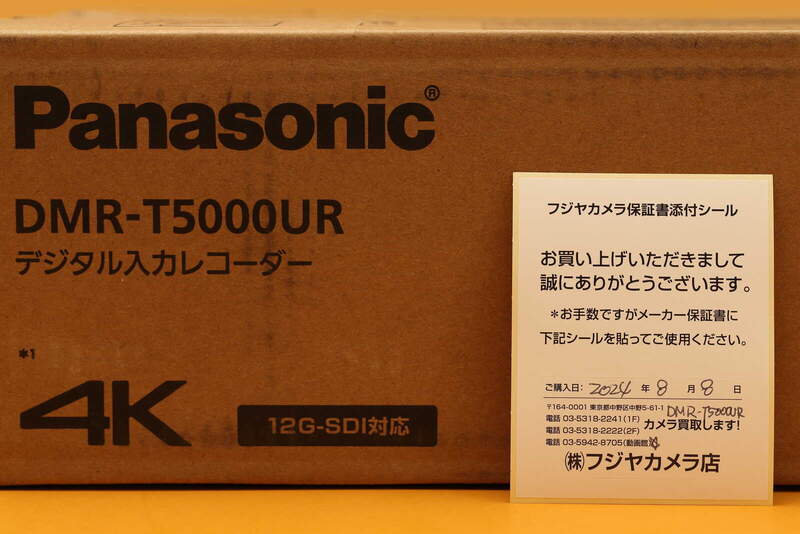 Panasonic®
DMR-T5000UR
デジタル入力レコーダー
*1
4K
12G-SDI対応
フジヤカメラ保証書添付シール
お買い上げいただきまして
誠にありがとうございます。
*お手数ですがメーカー保証書に
下記シールを貼ってご使用ください。
ご購入日: 2024 年 8 月 8 日
〒164-0001 東京都中野区中野5-61-1 DMR-T5000UR
電話 03-5318-2241(1F) カメラ買取します!
電話 03-5318-2222(2F)
電話 03-5942-8705(動画館)
(株)フジヤカメラ店